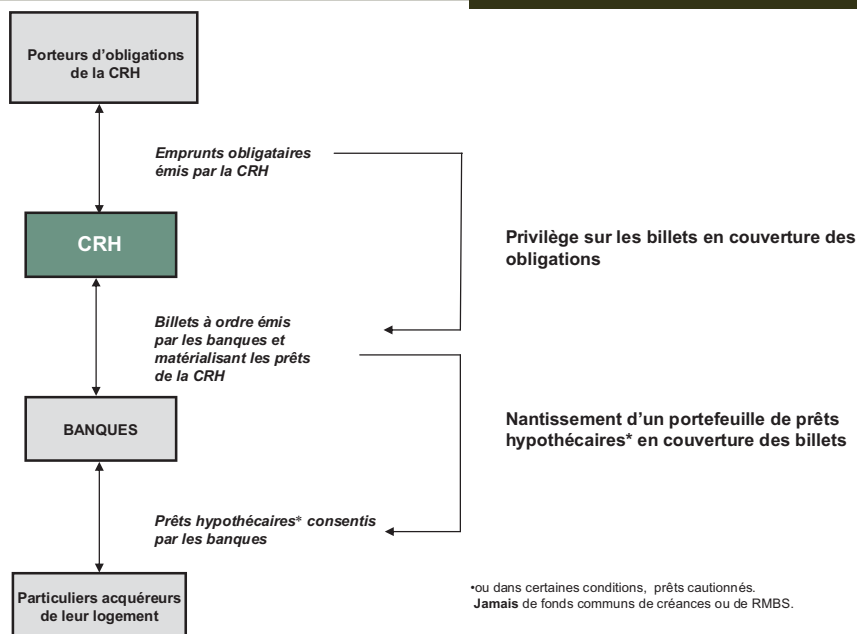 Porteurs d'obligations
de la CRH
Emprunts obligataires
émis par la CRH
CRH
Privilège sur les billets en couverture des
obligations
Billets à ordre émis
par les banques et
matérialisant les prêts
de la CRH
BANQUES
Nantissement d'un portefeuille de prêts
hypothécaires* en couverture des billets
Prêts hypothécaires* consentis
par les banques
Particuliers acquéreurs
de leur logement
•ou dans certaines conditions, prêts cautionnés.
Jamais de fonds communs de créances ou de RMBS.